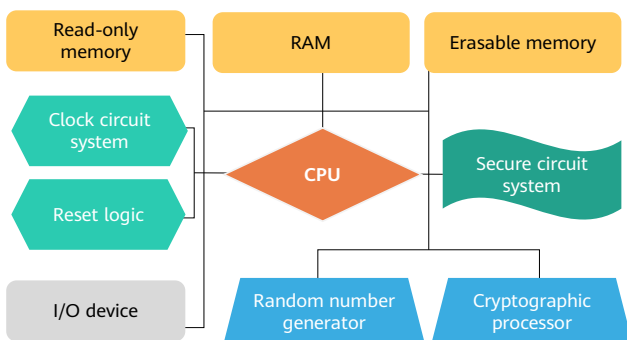 Read-only
memory
RAM
Erasable memory
Clock circuit
system
CPU
Secure circuit
system
Reset logic
I/O device
Random number
generator
Cryptographic
processor